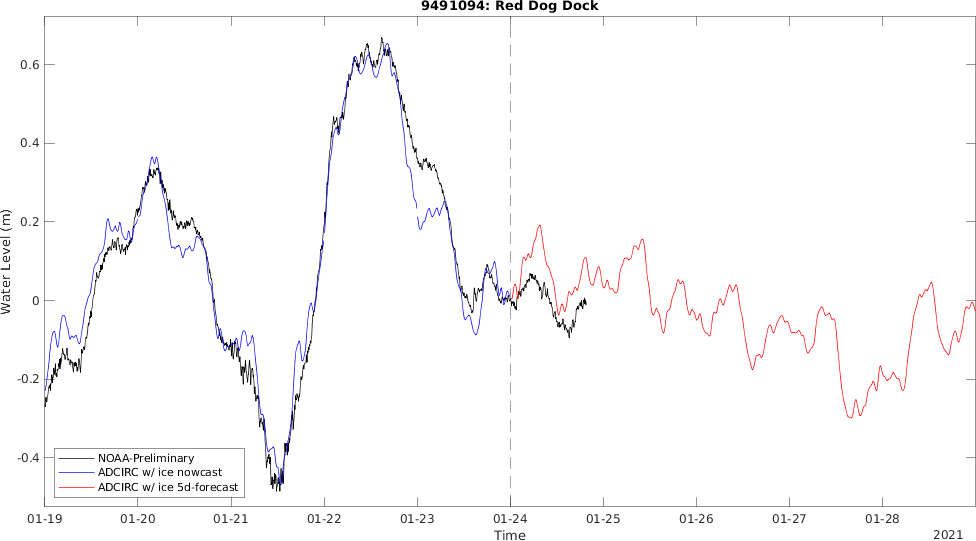 9491094: Red Dog Dock
Water Level (m)
0.6
0.4
0.2
0
-0.2
-0.4
NOAA-Preliminary
ADCIRC w/ ice nowcast
ADCIRC w/ ice 5d-forecast
01-19 01-20 01-21 01-22 01-23 01-24 01-25 01-26 01-27 01-28
Time
2021